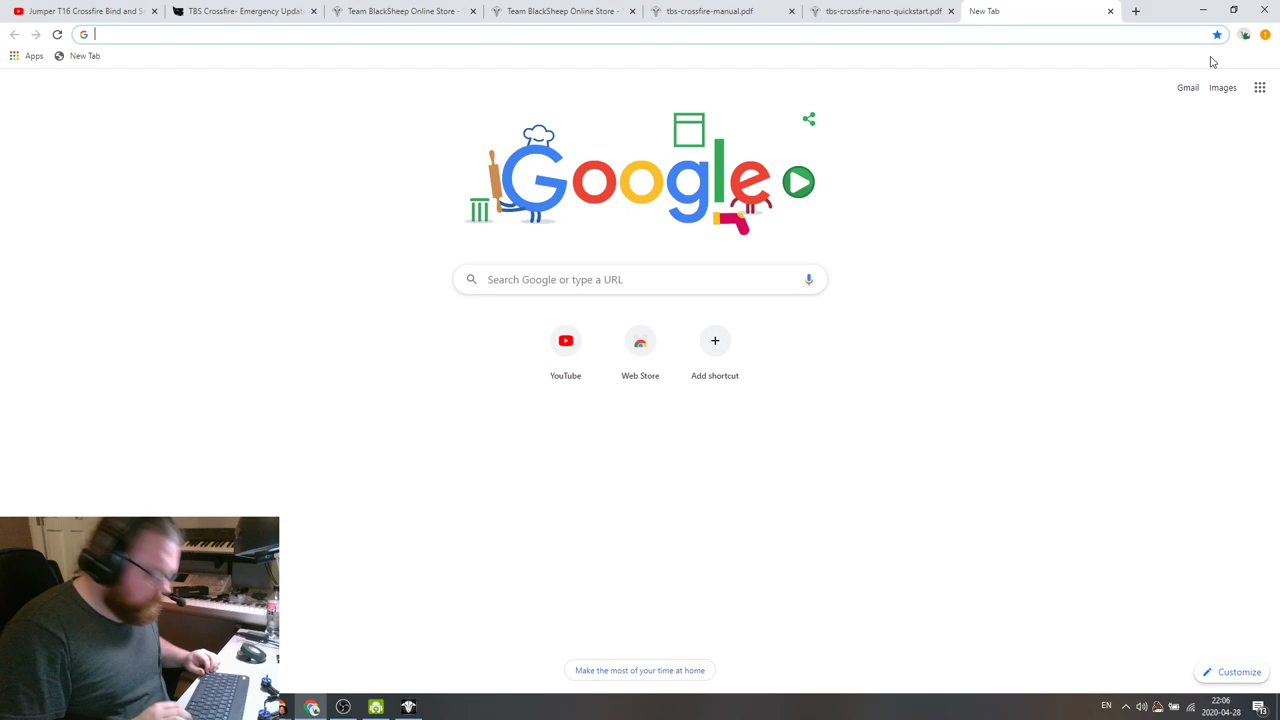 Jumper T16 Crossfire Bind and S
TBS Crossfire- Emergency Updat
Team BlackSheep Online Store -
Team BlackSheep Online Store -
tbs-crossfire-manual.pdf
tbs-crossfire-nano-quickstart.pdf
New Tab
Apps
New Tab
Gmail
Images
Google
Search Google or type a URL
YouTube
Web Store
Add shortcut
Make the most of your time at home
Customize
EN
22:06
2020-04-28
13